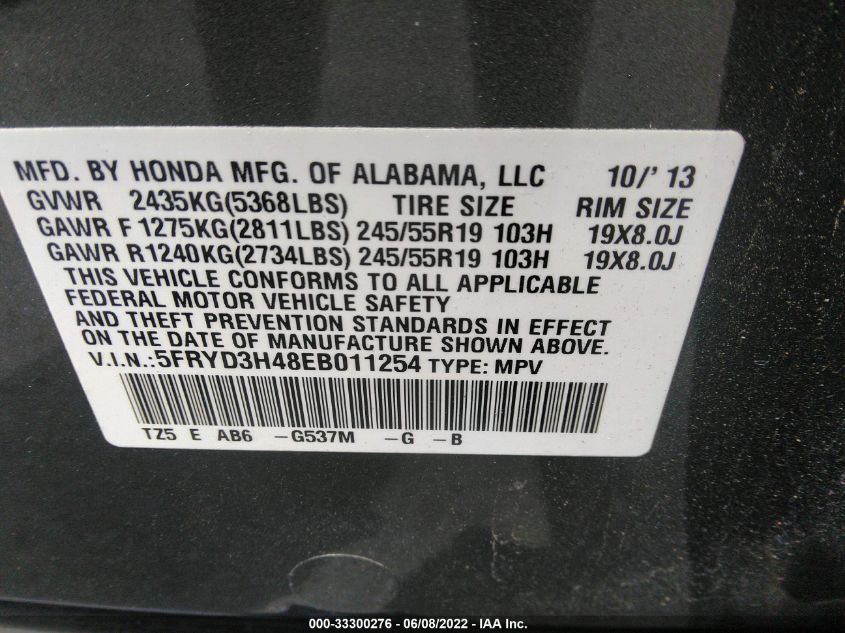 MFD. BY HONDA MFG. OF ALABAMA, LLC 10/'13
GVWR 2435KG(5368LBS) TIRE SIZE RIM SIZE
GAWR F 1275KG(2811LBS) 245/55R19 103H 19X8.0J
GAWR R1240KG(2734LBS) 245/55R19 103H 19X8.0J
THIS VEHICLE CONFORMS TO ALL APPLICABLE
FEDERAL MOTOR VEHICLE SAFETY
AND THEFT PREVENTION STANDARDS IN EFFECT
ON THE DATE OF MANUFACTURE SHOWN ABOVE.
V.I.N.:5FRYD3H48EB011254 TYPE: MPV
TZ5 E AB6 -G537M -G -B
000-33300276 - 06/08/2022 - IAA Inc.